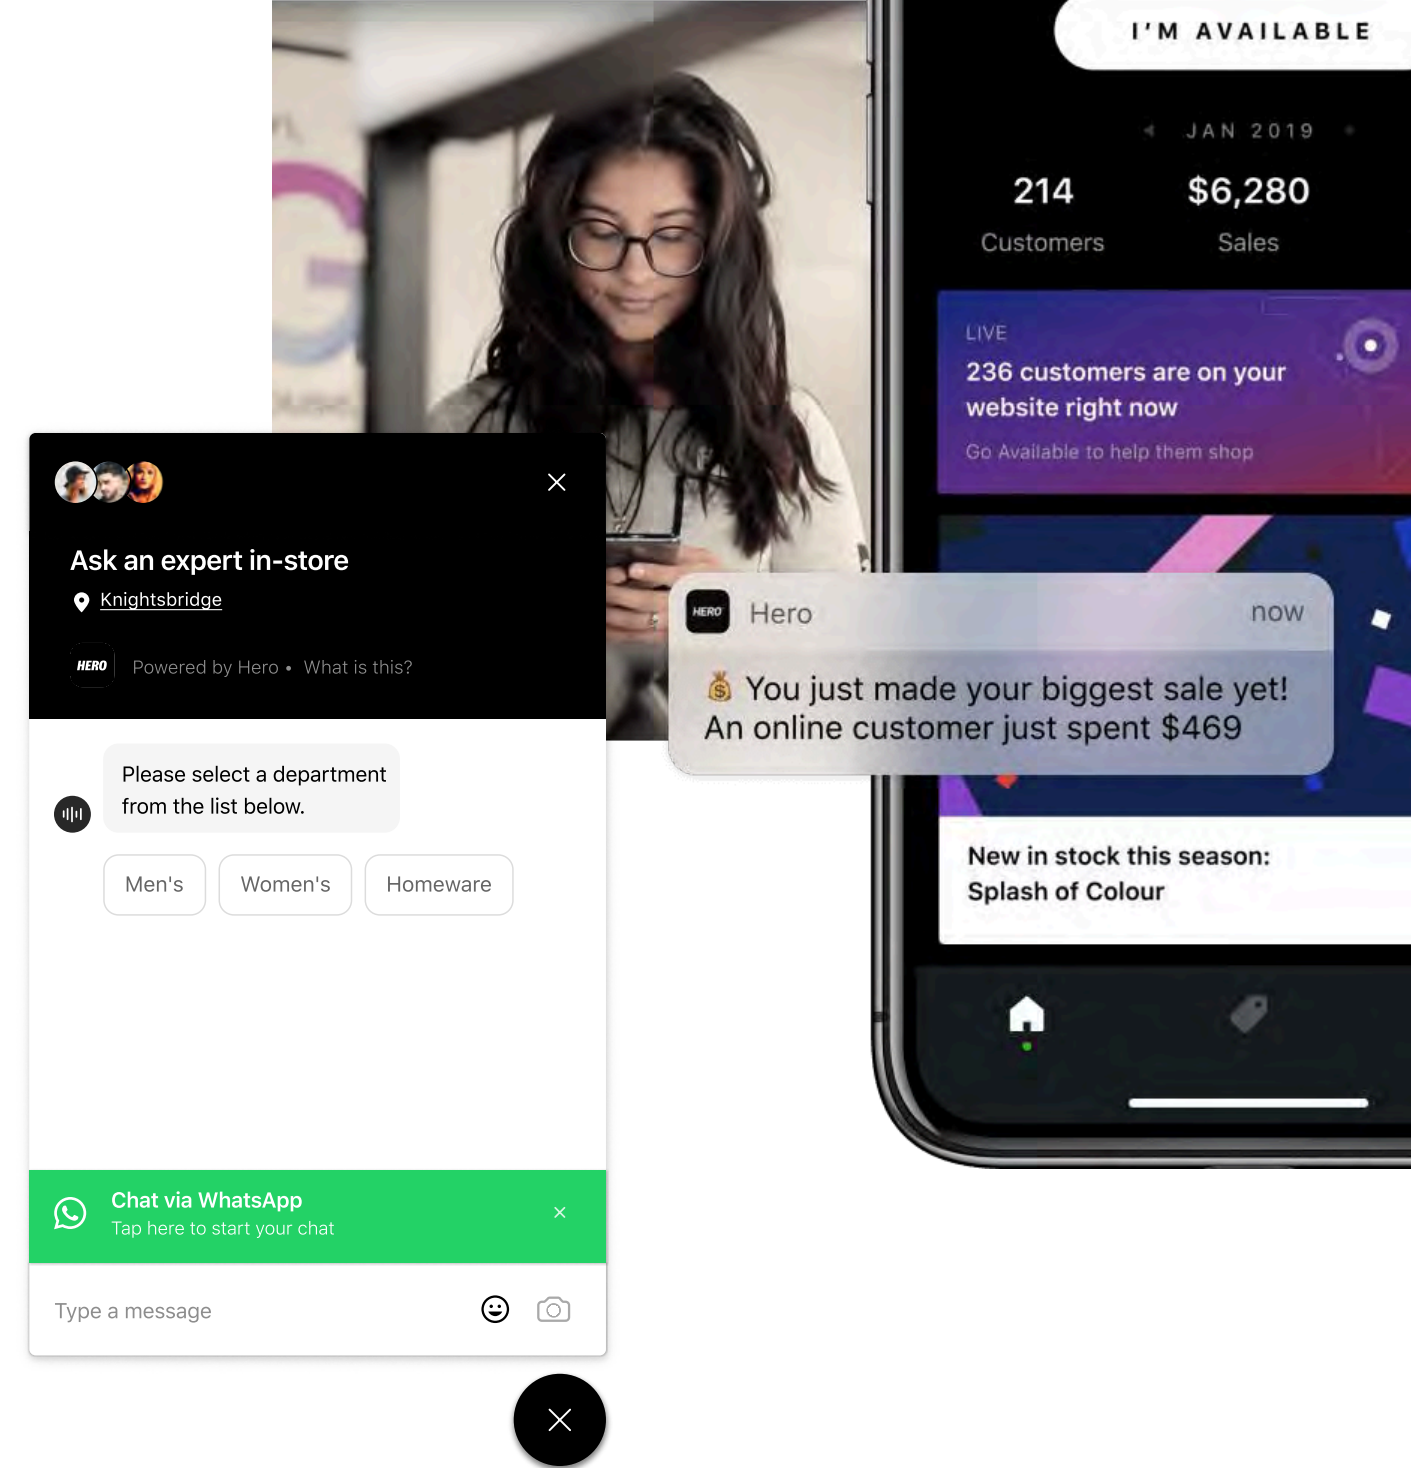 I'M AVAILABLE
JAN 2019
214
$6,280
Customers
Sales
LIVE
236 customers are on your
website right now
Go Available to help them shop
Ask an expert in-store
Knightsbridge
HERO
Powered by Hero • What is this?
HERO
Hero
now
💰 You just made your biggest sale yet!
An online customer just spent $469
Please select a department
from the list below.
Men's
Women's
Homeware
New in stock this season:
Splash of Colour
Chat via WhatsApp
Tap here to start your chat
Type a message